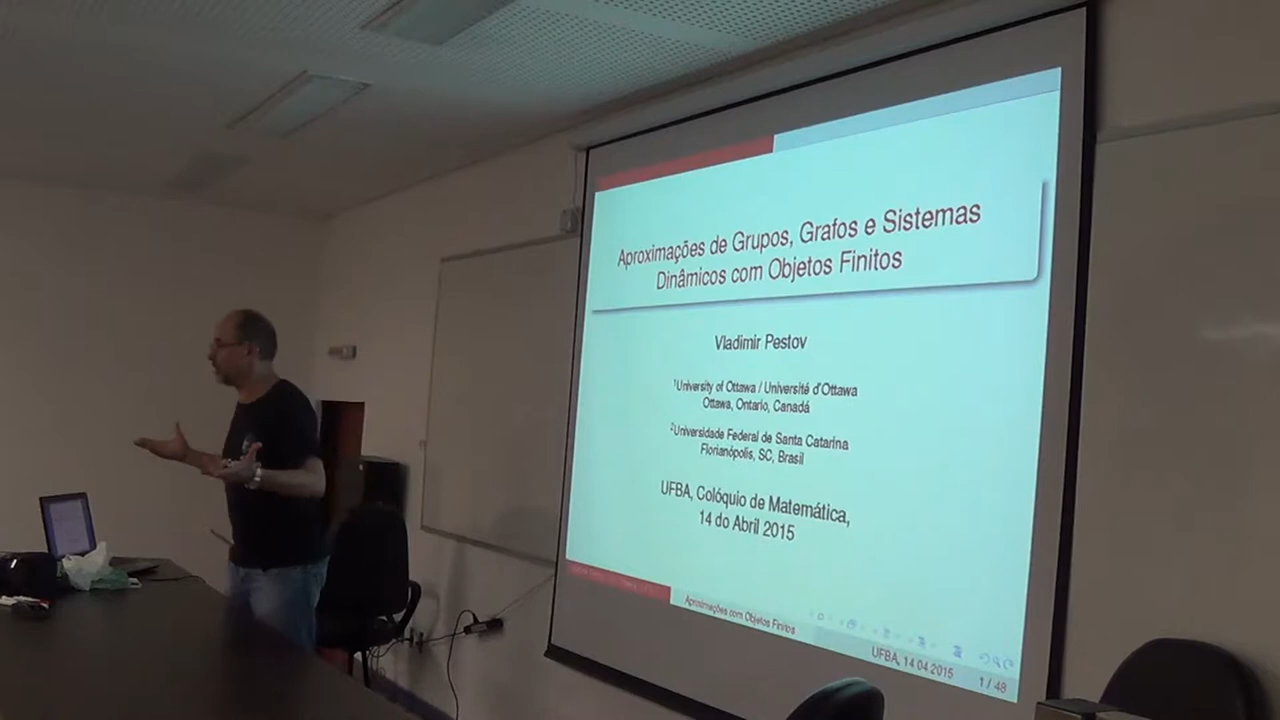 Aproximações de Grupos, Grafos e Sistemas
Dinâmicos com Objetos Finitos
Vladimir Pestov
¹University of Ottawa / Université d'Ottawa
Ottawa, Ontario, Canadá
²Universidade Federal de Santa Catarina
Florianópolis, SC, Brasil
UFBA, Colóquio de Matemática,
14 do Abril 2015
Aproximações com Objetos Finitos
UFBA, 14.04.2015
1 / 48